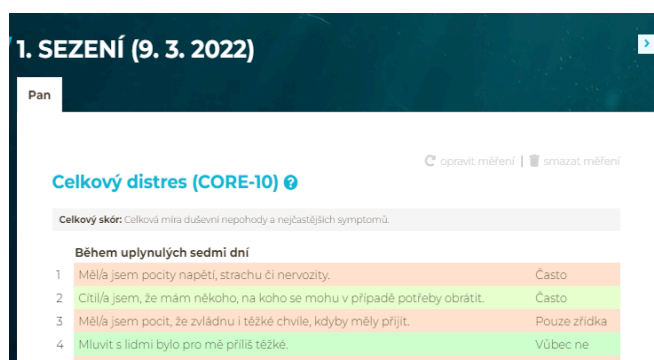 1. SEZENÍ (9. 3. 2022)
Pan
opravit měření | smazat měření
Celkový distres (CORE-10)
Celkový skór: Celková míra duševní nepohody a nejčastějších symptomů.
Během uplynulých sedmi dní
1 Měl/a jsem pocity napětí, strachu či nervozity. Často
2 Cítil/a jsem, že mám někoho, na koho se mohu v případě potřeby obrátit. Často
3 Měl/a jsem pocit, že zvládnu i těžké chvíle, kdyby měly přijít. Pouze zřídka
4 Mluvit s lidmi bylo pro mě příliš těžké. Vůbec ne